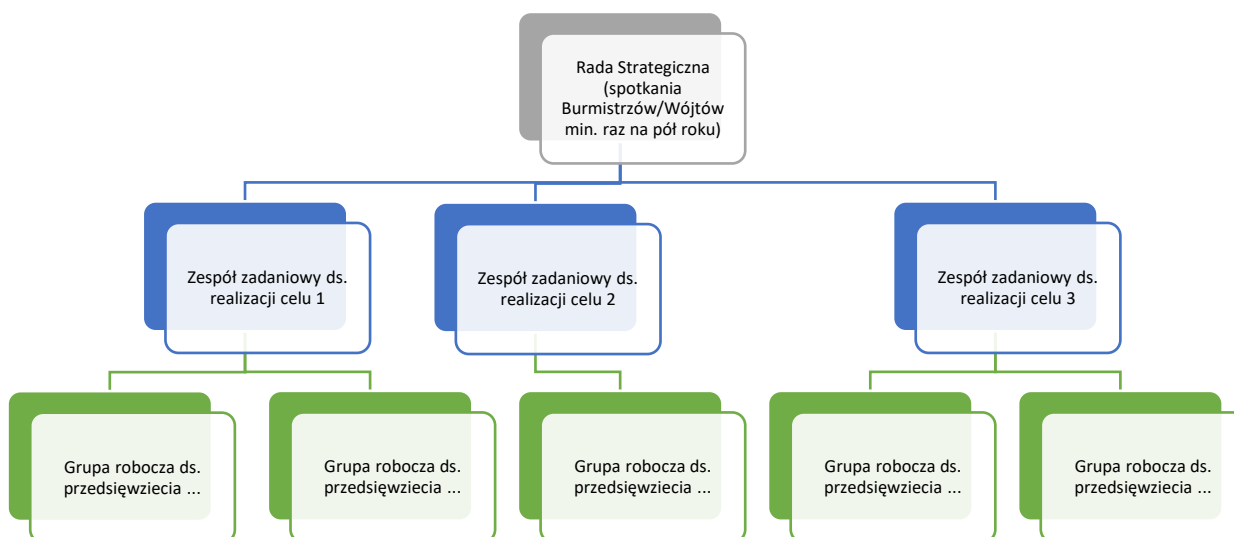 Rada Strategiczna
(spotkania
Burmistrzów/Wójtów
min. raz na pół roku)
Zespół zadaniowy ds.
realizacji celu 1
Zespół zadaniowy ds.
realizacji celu 2
Zespół zadaniowy ds.
realizacji celu 3
Grupa robocza ds.
przedsięwziecia ...
Grupa robocza ds.
przedsięwziecia ...
Grupa robocza ds.
przedsięwziecia ...
Grupa robocza ds.
przedsięwziecia ...
Grupa robocza ds.
przedsięwziecia ...